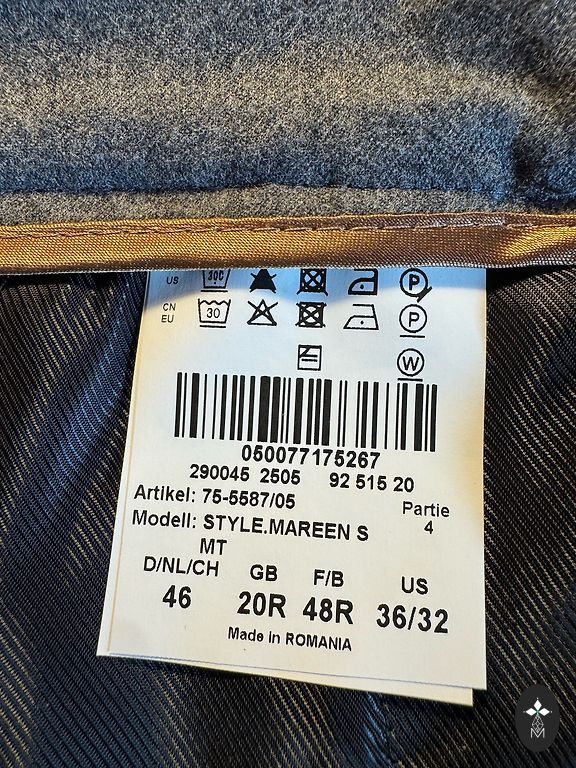 US 30C P
CN
EU 30 P
W
050077175267
290045 2505 92 515 20
Artikel: 75-5587/05 Partie
Modell: STYLE.MAREEN S 4
MT
D/NL/CH GB F/B US
46 20R 48R 36/32
Made in ROMANIA
M